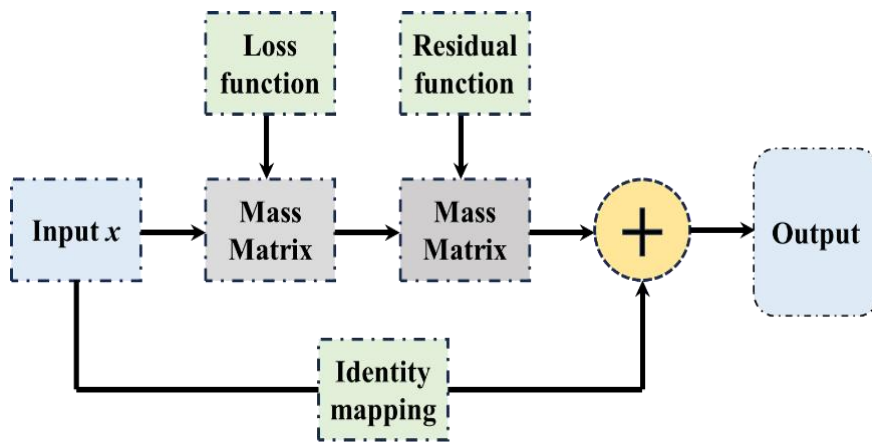 Loss
function
Residual
function
Input x
Mass
Matrix
Mass
Matrix
+
Output
Identity
mapping